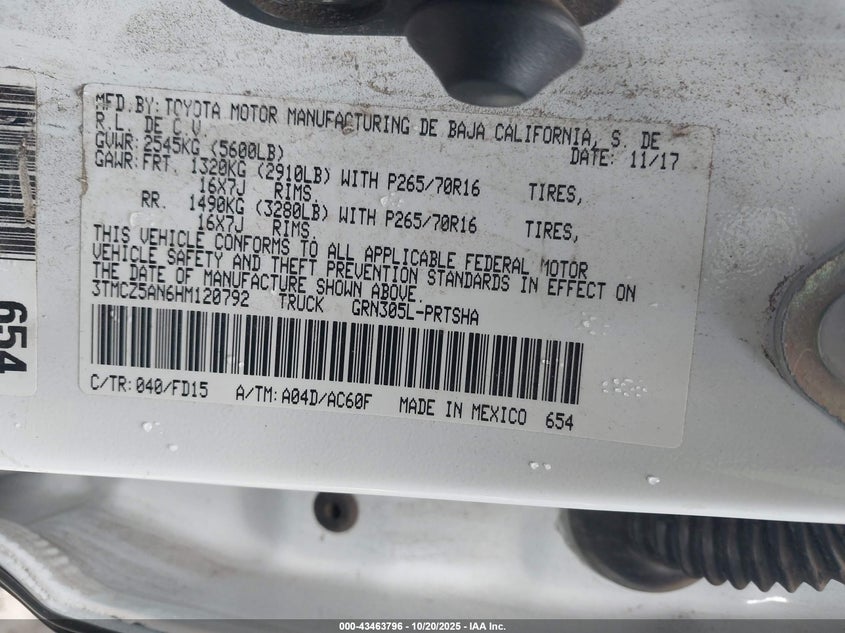 MFD.BY:TOYOTA MOTOR MANUFACTURING DE BAJA CALIFORNIA, S. DE
R.L. DE C.V. DATE: 11/17
GVWR:2545KG (5600LB)
GAWR:FRT. 1320KG (2910LB) WITH P265/70R16 TIRES,
16X7J RIMS,
RR. 1490KG (3280LB) WITH P265/70R16 TIRES,
16X7J RIMS
THIS VEHICLE CONFORMS TO ALL APPLICABLE FEDERAL MOTOR
VEHICLE SAFETY AND THEFT PREVENTION STANDARDS IN EFFECT ON
THE DATE OF MANUFACTURE SHOWN ABOVE.
3TMCZ5AN6HM120792 TRUCK GRN305L-PRTSHA
C/TR:040/FD15 A/TM:A04D/AC60F MADE IN MEXICO 654
654
000-43463796 - 10/20/2025 - IAA Inc.